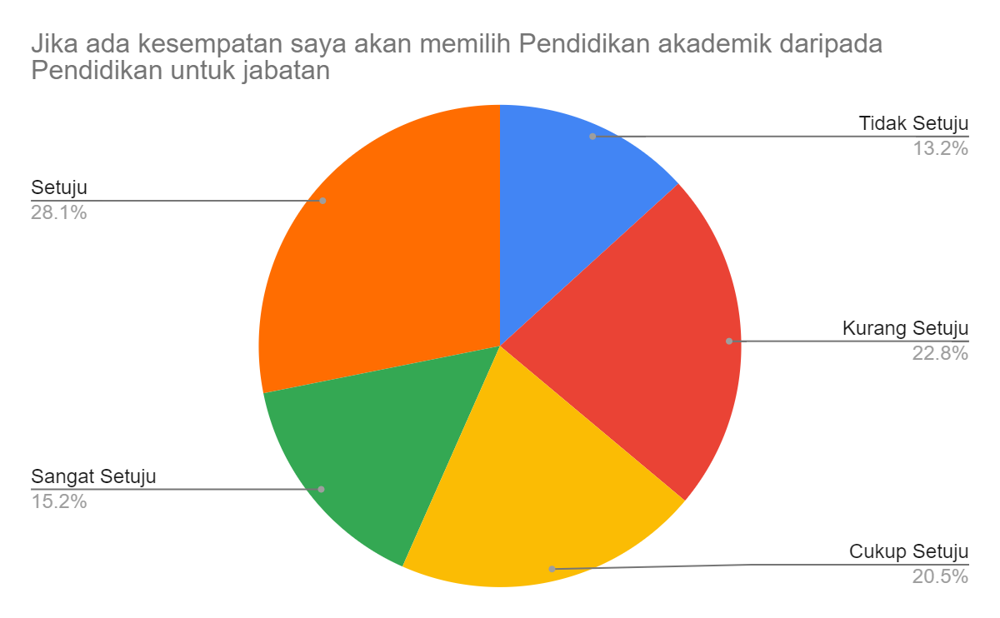 Jika ada kesempatan saya akan memilih Pendidikan akademik daripada
Pendidikan untuk jabatan
Tidak Setuju
13.2%
Setuju
28.1%
Kurang Setuju
22.8%
Sangat Setuju
15.2%
Cukup Setuju
20.5%